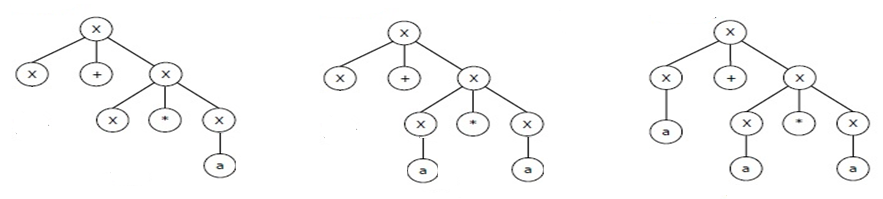 X X X
X + X X + X X + X
X * X X * X a X * X
a a a a a